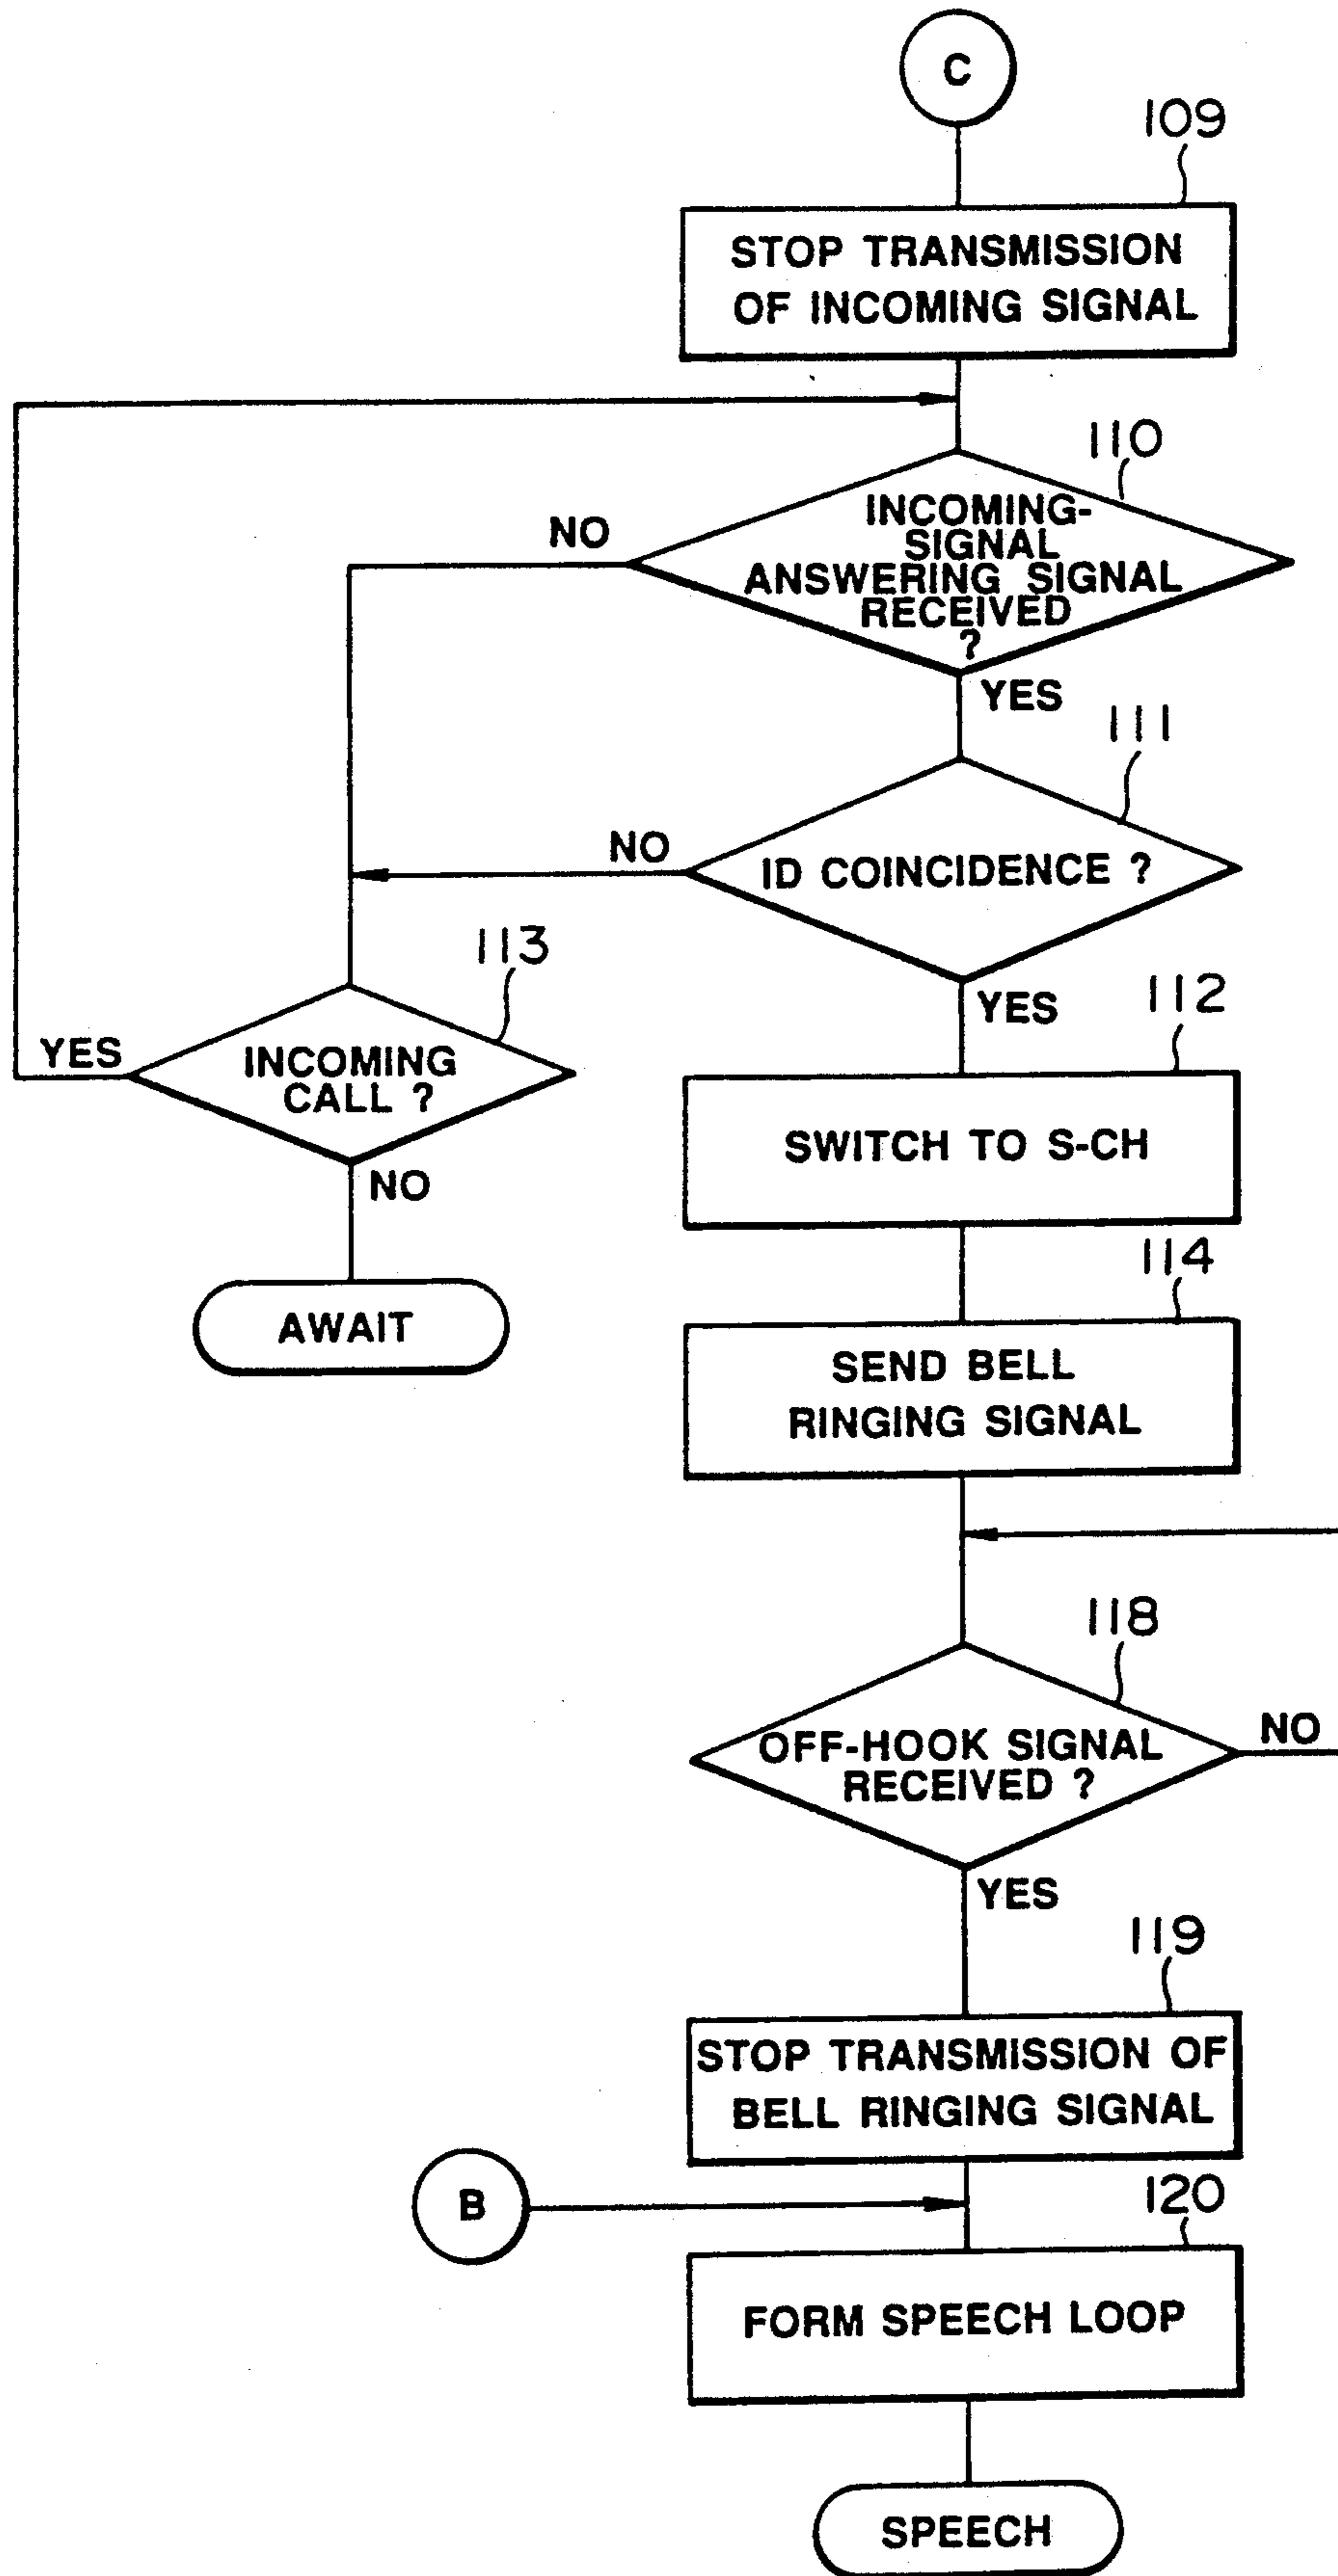 C
109
STOP TRANSMISSION
OF INCOMING SIGNAL
110
NO
INCOMING-
SIGNAL
ANSWERING SIGNAL
RECEIVED
?
YES
111
NO
ID COINCIDENCE ?
113
YES
112
YES
INCOMING
CALL ?
SWITCH TO S-CH
NO
114
AWAIT
SEND BELL
RINGING SIGNAL
118
OFF-HOOK SIGNAL
RECEIVED ?
NO
YES
119
STOP TRANSMISSION OF
BELL RINGING SIGNAL
B
120
FORM SPEECH LOOP
SPEECH